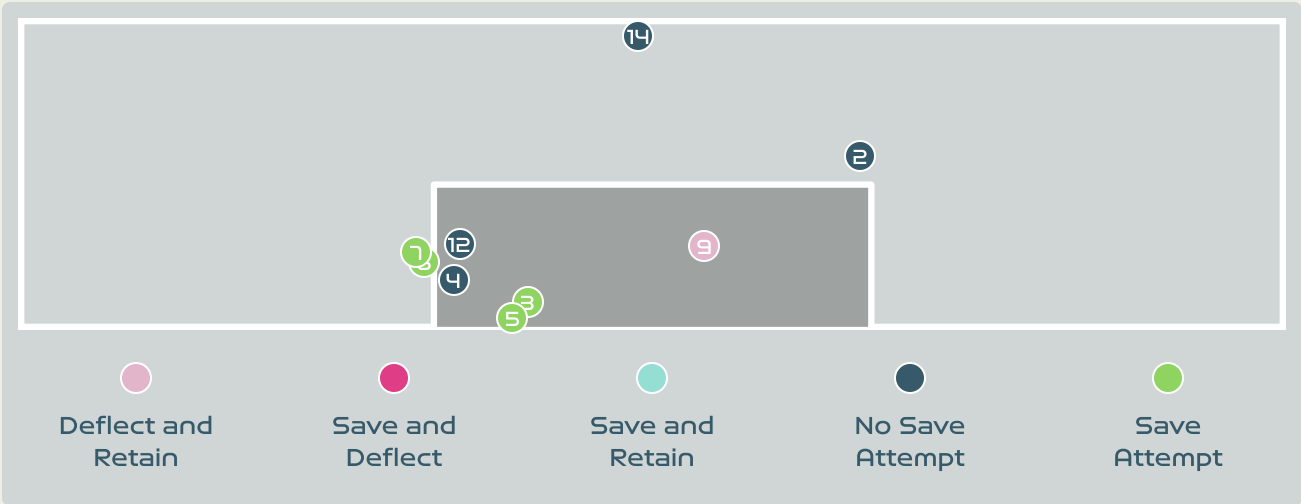 14
2
12
7
9
4
3
5
Deflect and
Retain
Save and
Deflect
Save and
Retain
No Save
Attempt
Save
Attempt